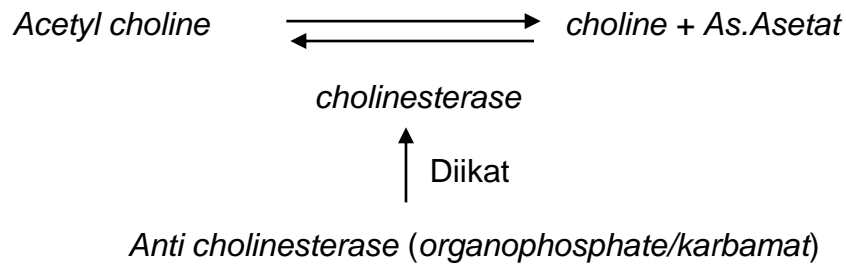 Acetyl choline choline + As.Asetat
cholinesterase
Diikat
Anti cholinesterase (organophosphate/karbamat)